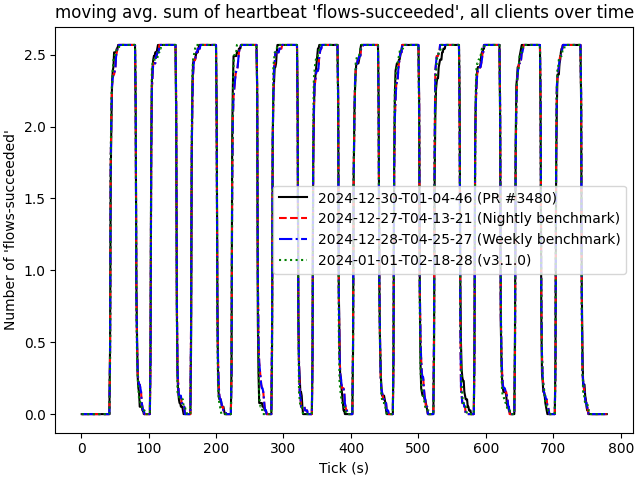 moving avg. sum of heartbeat 'flows-succeeded', all clients over time
Number of 'flows-succeeded'
2.5
2.0
1.5
1.0
0.5
0.0
2024-12-30-T01-04-46 (PR #3480)
2024-12-27-T04-13-21 (Nightly benchmark)
2024-12-28-T04-25-27 (Weekly benchmark)
2024-01-01-T02-18-28 (v3.1.0)
0 100 200 300 400 500 600 700 800
Tick (s)